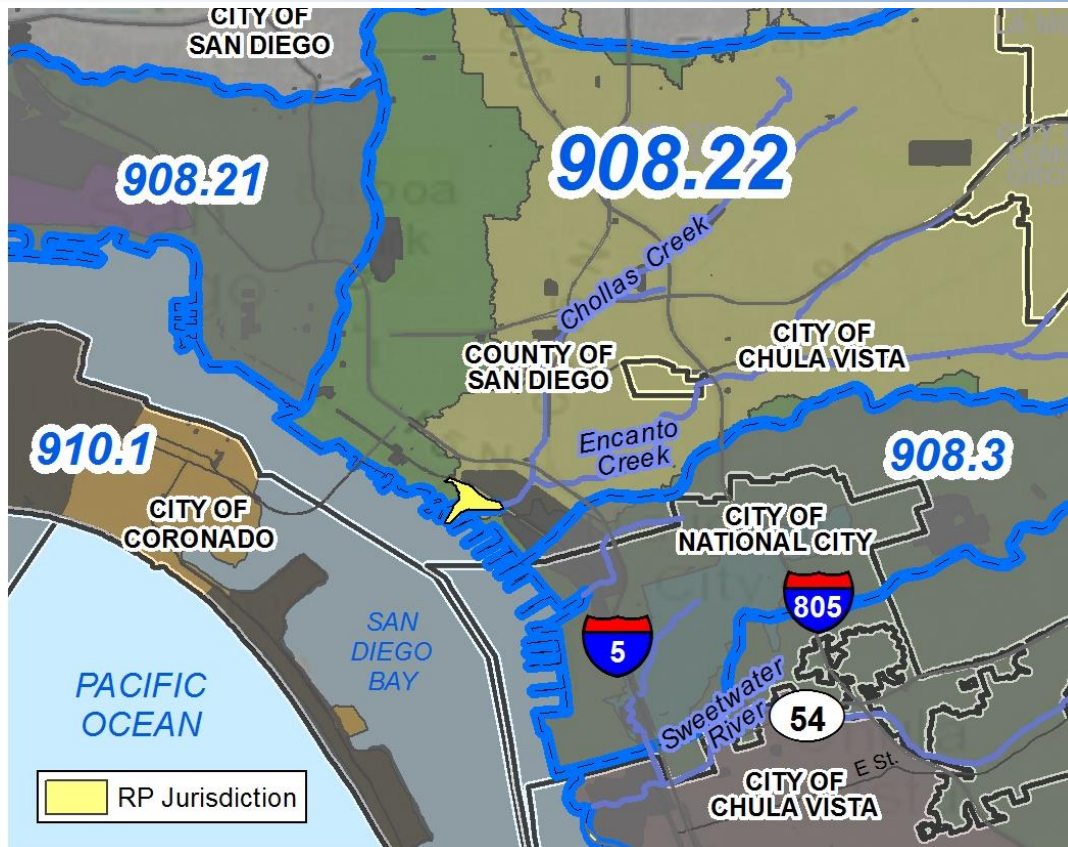 CITY OF
SAN DIEGO
908.21
908.22
Chollas Creek
COUNTY OF
SAN DIEGO
CITY OF
CHULA VISTA
Encanto
Creek
910.1
908.3
CITY OF
CORONADO
CITY OF
NATIONAL CITY
805
5
SAN
DIEGO
BAY
PACIFIC
OCEAN
Sweetwater
River
54
E St.
CITY OF
CHULA VISTA
RP Jurisdiction